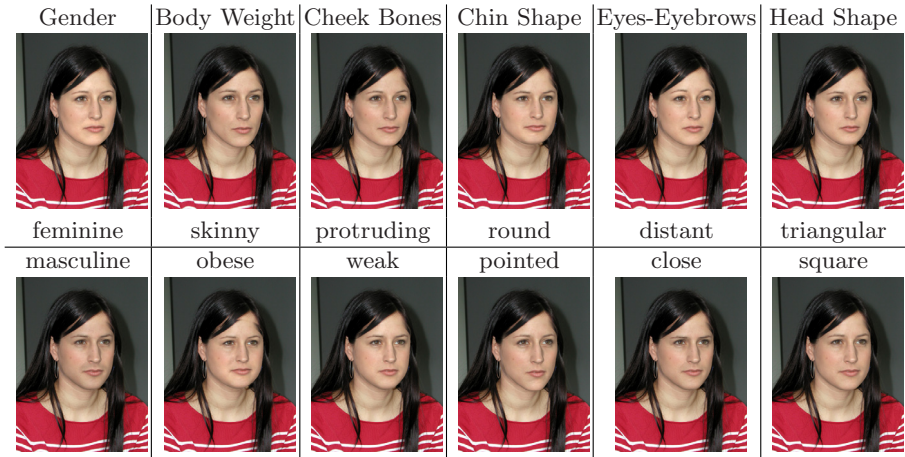 Gender Body Weight Cheek Bones Chin Shape Eyes-Eyebrows Head Shape
feminine skinny protruding round distant triangular
masculine obese weak pointed close square